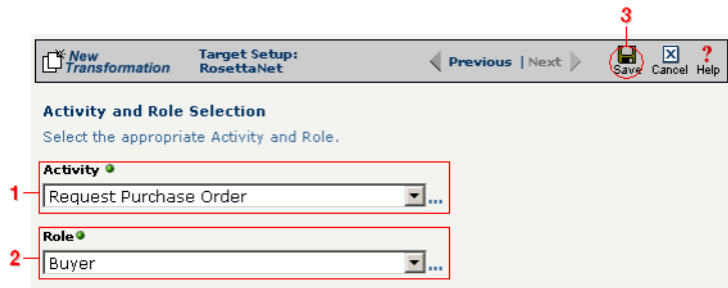 3
New Transformation
Target Setup: RosettaNet
Previous | Next
Save Cancel ? Help
Activity and Role Selection
Select the appropriate Activity and Role.
Activity
1 Request Purchase Order ...
Role
2 Buyer ...